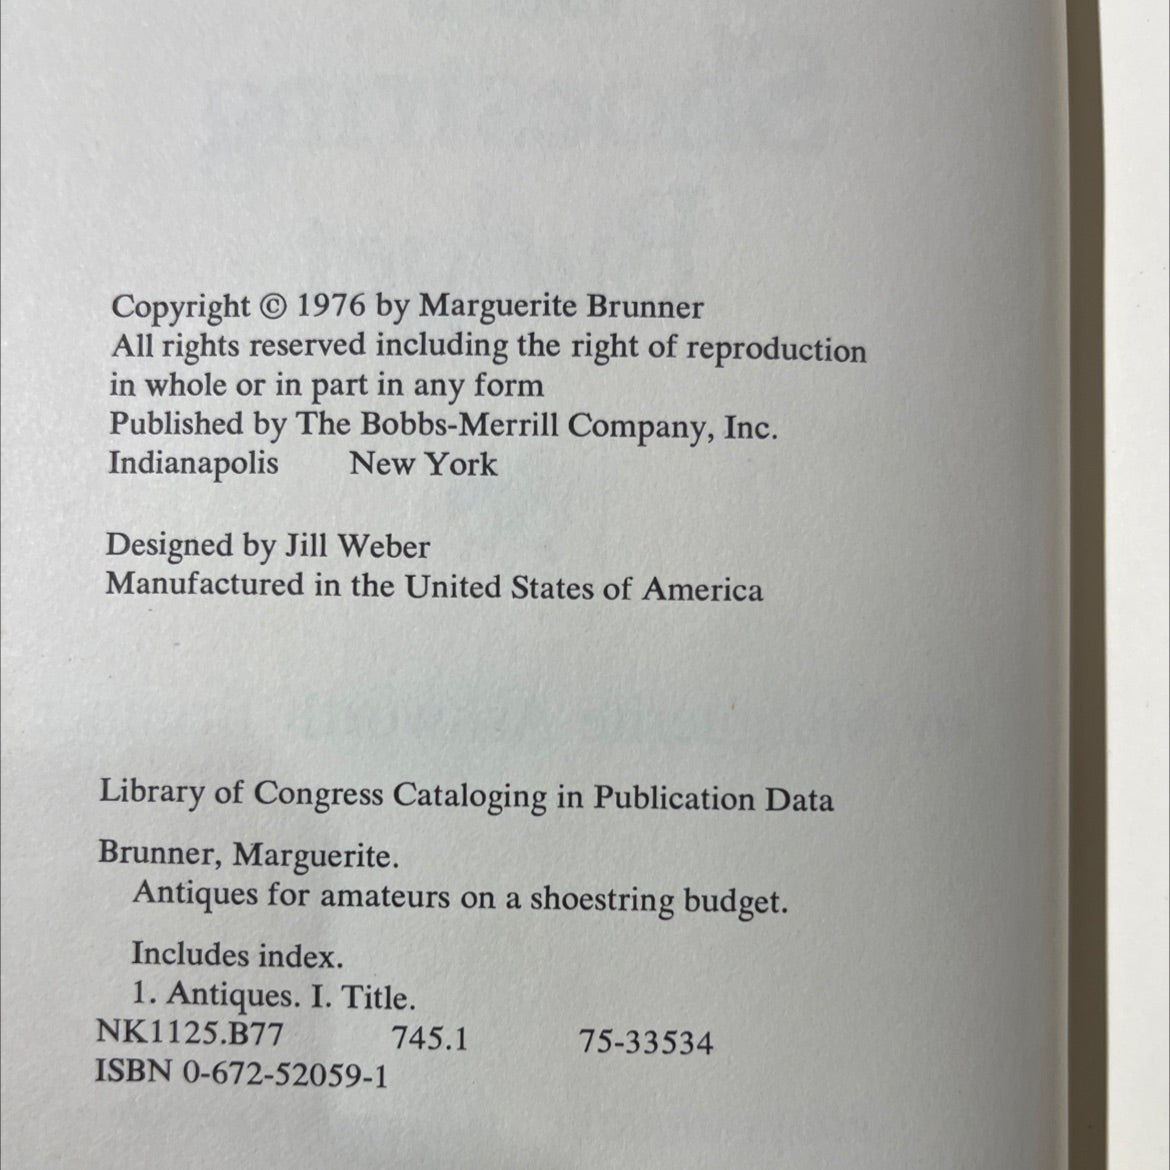 Copyright © 1976 by Marguerite Brunner
All rights reserved including the right of reproduction
in whole or in part in any form
Published by The Bobbs-Merrill Company, Inc.
Indianapolis New York
Designed by Jill Weber
Manufactured in the United States of America
Library of Congress Cataloging in Publication Data
Brunner, Marguerite.
Antiques for amateurs on a shoestring budget.
Includes index.
1. Antiques. I. Title.
NK1125.B77 745.1 75-33534
ISBN 0-672-52059-1